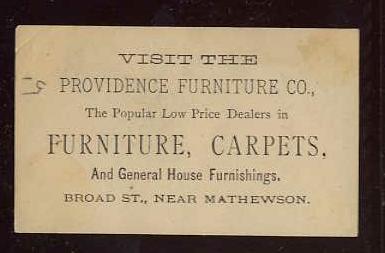 VISIT THE
PROVIDENCE FURNITURE CO.,
The Popular Low Price Dealers in
FURNITURE, CARPETS,
And General House Furnishings.
BROAD ST., NEAR MATHEWSON.